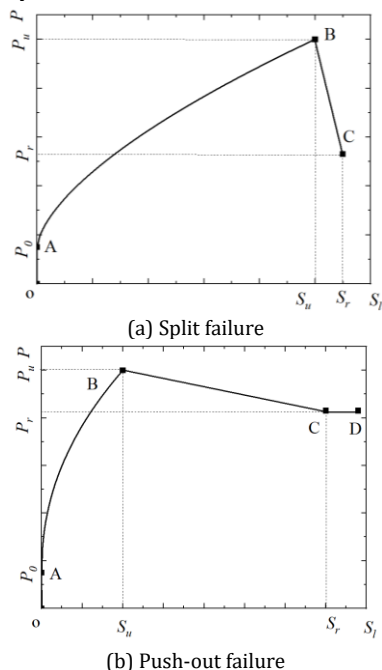 P
P_u
B
P_r
C
P_0
A
o
S_u
S_r
S_l
(a) Split failure
P
P_u
B
P_r
C
D
P_0
A
o
S_u
S_r
S_l
(b) Push-out failure